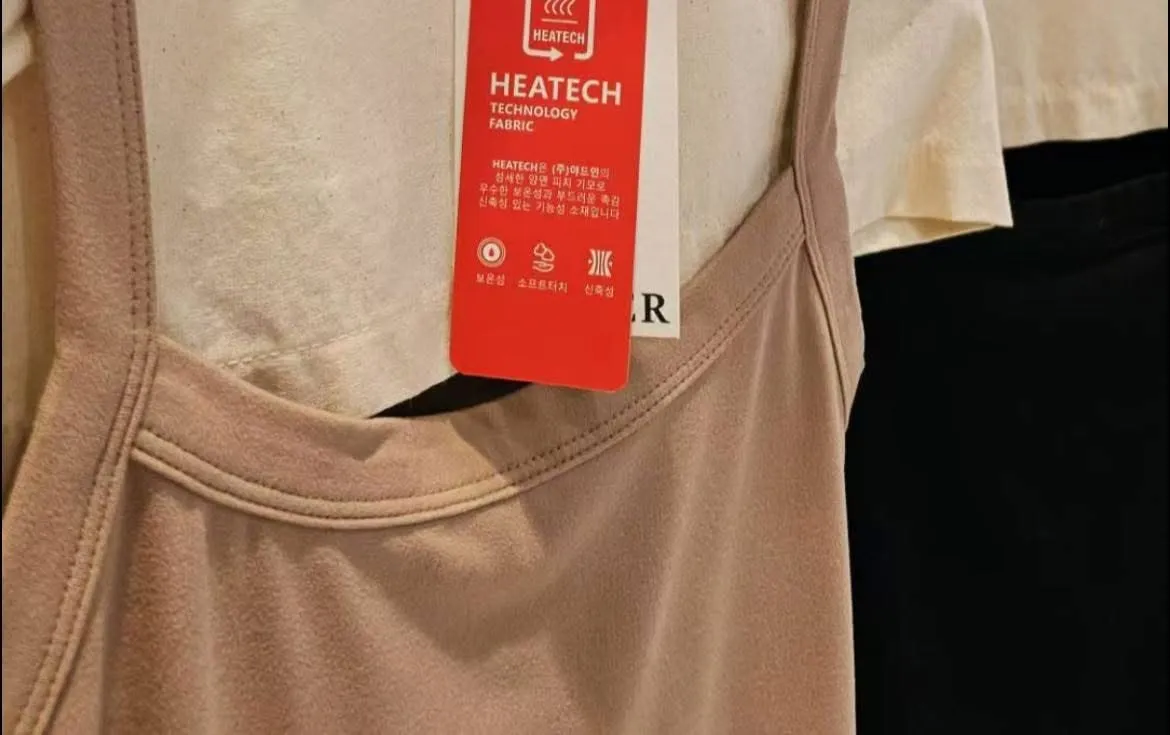 HEATECH
HEATECH
TECHNOLOGY
FABRIC
HEATECH은 (주)야드인의
섬세한 양면 피치 기모로
우수한 보온성과 부드러운 촉감
신축성 있는 기능성 소재입니다
보온성 소프트터치 신축성
ER